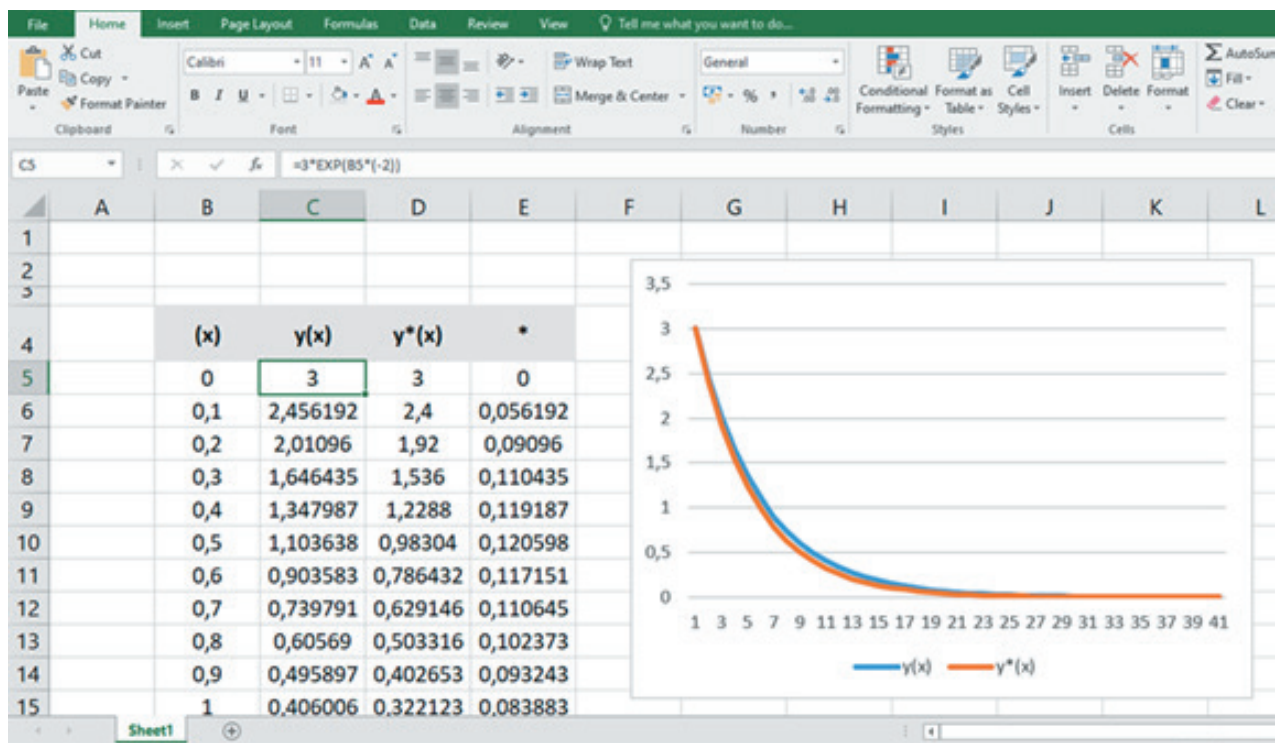 File Home Insert Page Layout Formulas Data Review View Tell me what you want to do...
Paste
Cut
Copy
Format Painter
Clipboard
Calibri 11 A A
B I U A
Font
Wrap Text
Merge & Center
Alignment
General
%
Number
Conditional Formatting
Format as Table
Cell Styles
Styles
Insert Delete Format
Cells
Σ AutoSum
Fill
Clear
C5 fx =3*EXP(B5*(-2))
A B C D E F G H I J K L
1
2
3
4 (x) y(x) y*(x) *
5 0 3 3 0
6 0,1 2,456192 2,4 0,056192
7 0,2 2,01096 1,92 0,09096
8 0,3 1,646435 1,536 0,110435
9 0,4 1,347987 1,2288 0,119187
10 0,5 1,103638 0,98304 0,120598
11 0,6 0,903583 0,786432 0,117151
12 0,7 0,739791 0,629146 0,110645
13 0,8 0,60569 0,503316 0,102373
14 0,9 0,495897 0,402653 0,093243
15 1 0,406006 0,322123 0,083883
3,5
3
2,5
2
1,5
1
0,5
0
1 3 5 7 9 11 13 15 17 19 21 23 25 27 29 31 33 35 37 39 41
y(x) y*(x)
Sheet1